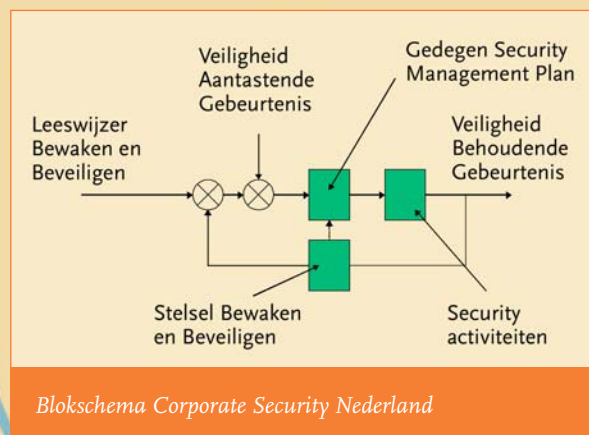 Veiligheid
Aantastende
Gebeurtenis
Gedegen Security
Management Plan
Leeswijzer
Bewaken en
Beveiligen
Veiligheid
Behoudende
Gebeurtenis
Stelsel Bewaken
en Beveiligen
Security
activiteiten
Blokschema Corporate Security Nederland